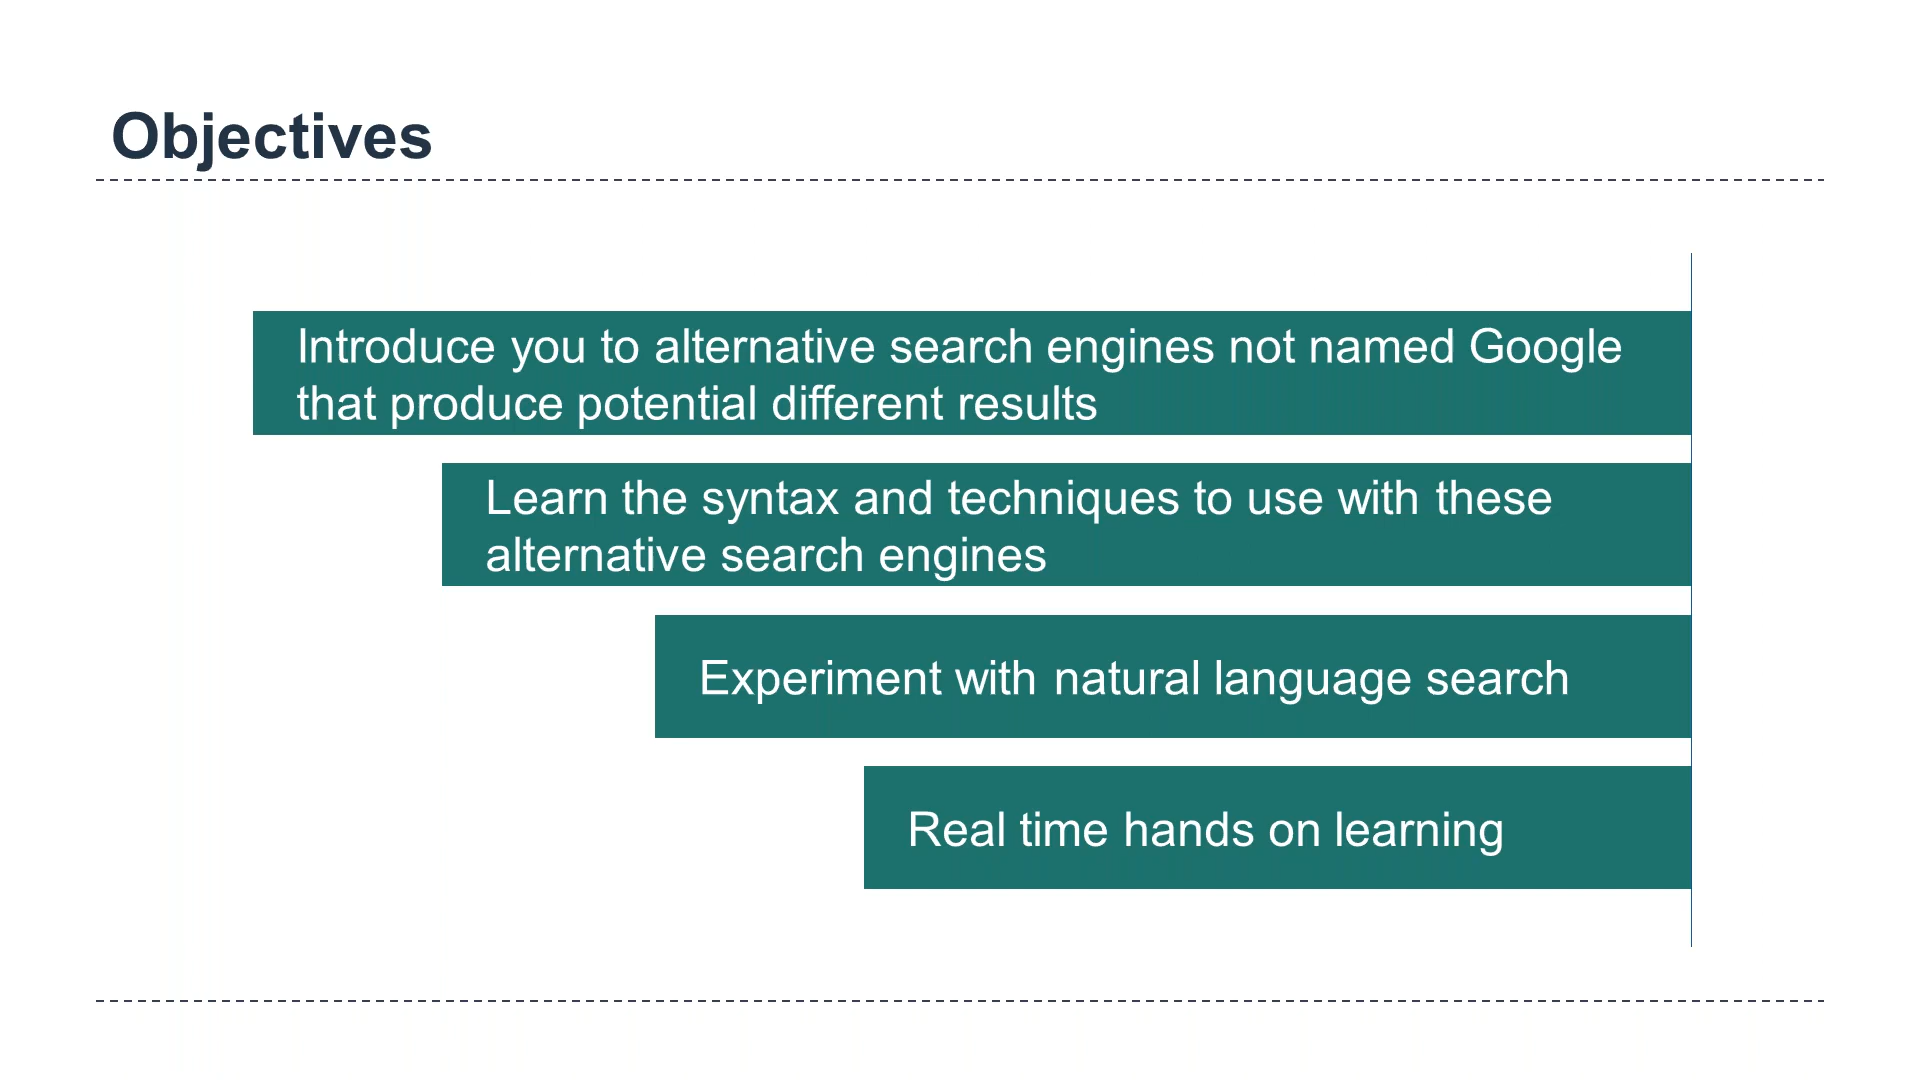 Objectives
Introduce you to alternative search engines not named Google
that produce potential different results
Learn the syntax and techniques to use with these
alternative search engines
Experiment with natural language search
Real time hands on learning